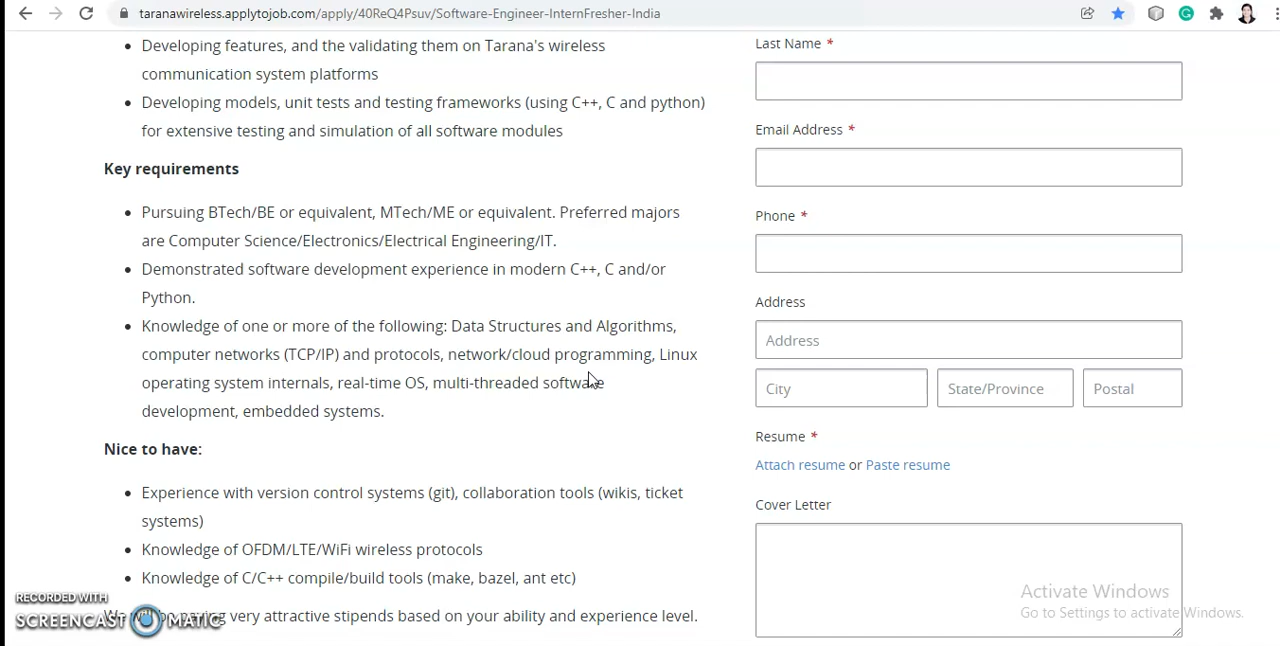 taranawireless.applytojob.com/apply/40ReQ4Psuv/Software-Engineer-InternFresher-India
Developing features, and the validating them on Tarana's wireless
communication system platforms
Developing models, unit tests and testing frameworks (using C++, C and python)
for extensive testing and simulation of all software modules
Key requirements
Pursuing BTech/BE or equivalent, MTech/ME or equivalent. Preferred majors
are Computer Science/Electronics/Electrical Engineering/IT.
Demonstrated software development experience in modern C++, C and/or
Python.
Knowledge of one or more of the following: Data Structures and Algorithms,
computer networks (TCP/IP) and protocols, network/cloud programming, Linux
operating system internals, real-time OS, multi-threaded software
development, embedded systems.
Nice to have:
Experience with version control systems (git), collaboration tools (wikis, ticket
systems)
Knowledge of OFDM/LTE/WiFi wireless protocols
Knowledge of C/C++ compile/build tools (make, bazel, ant etc)
very attractive stipends based on your ability and experience level.
RECORDED WITH
SCREENCAST MATIC
Last Name *
Email Address *
Phone *
Address
Address
City State/Province Postal
Resume *
Attach resume or Paste resume
Cover Letter
Activate Windows
Go to Settings to activate Windows.